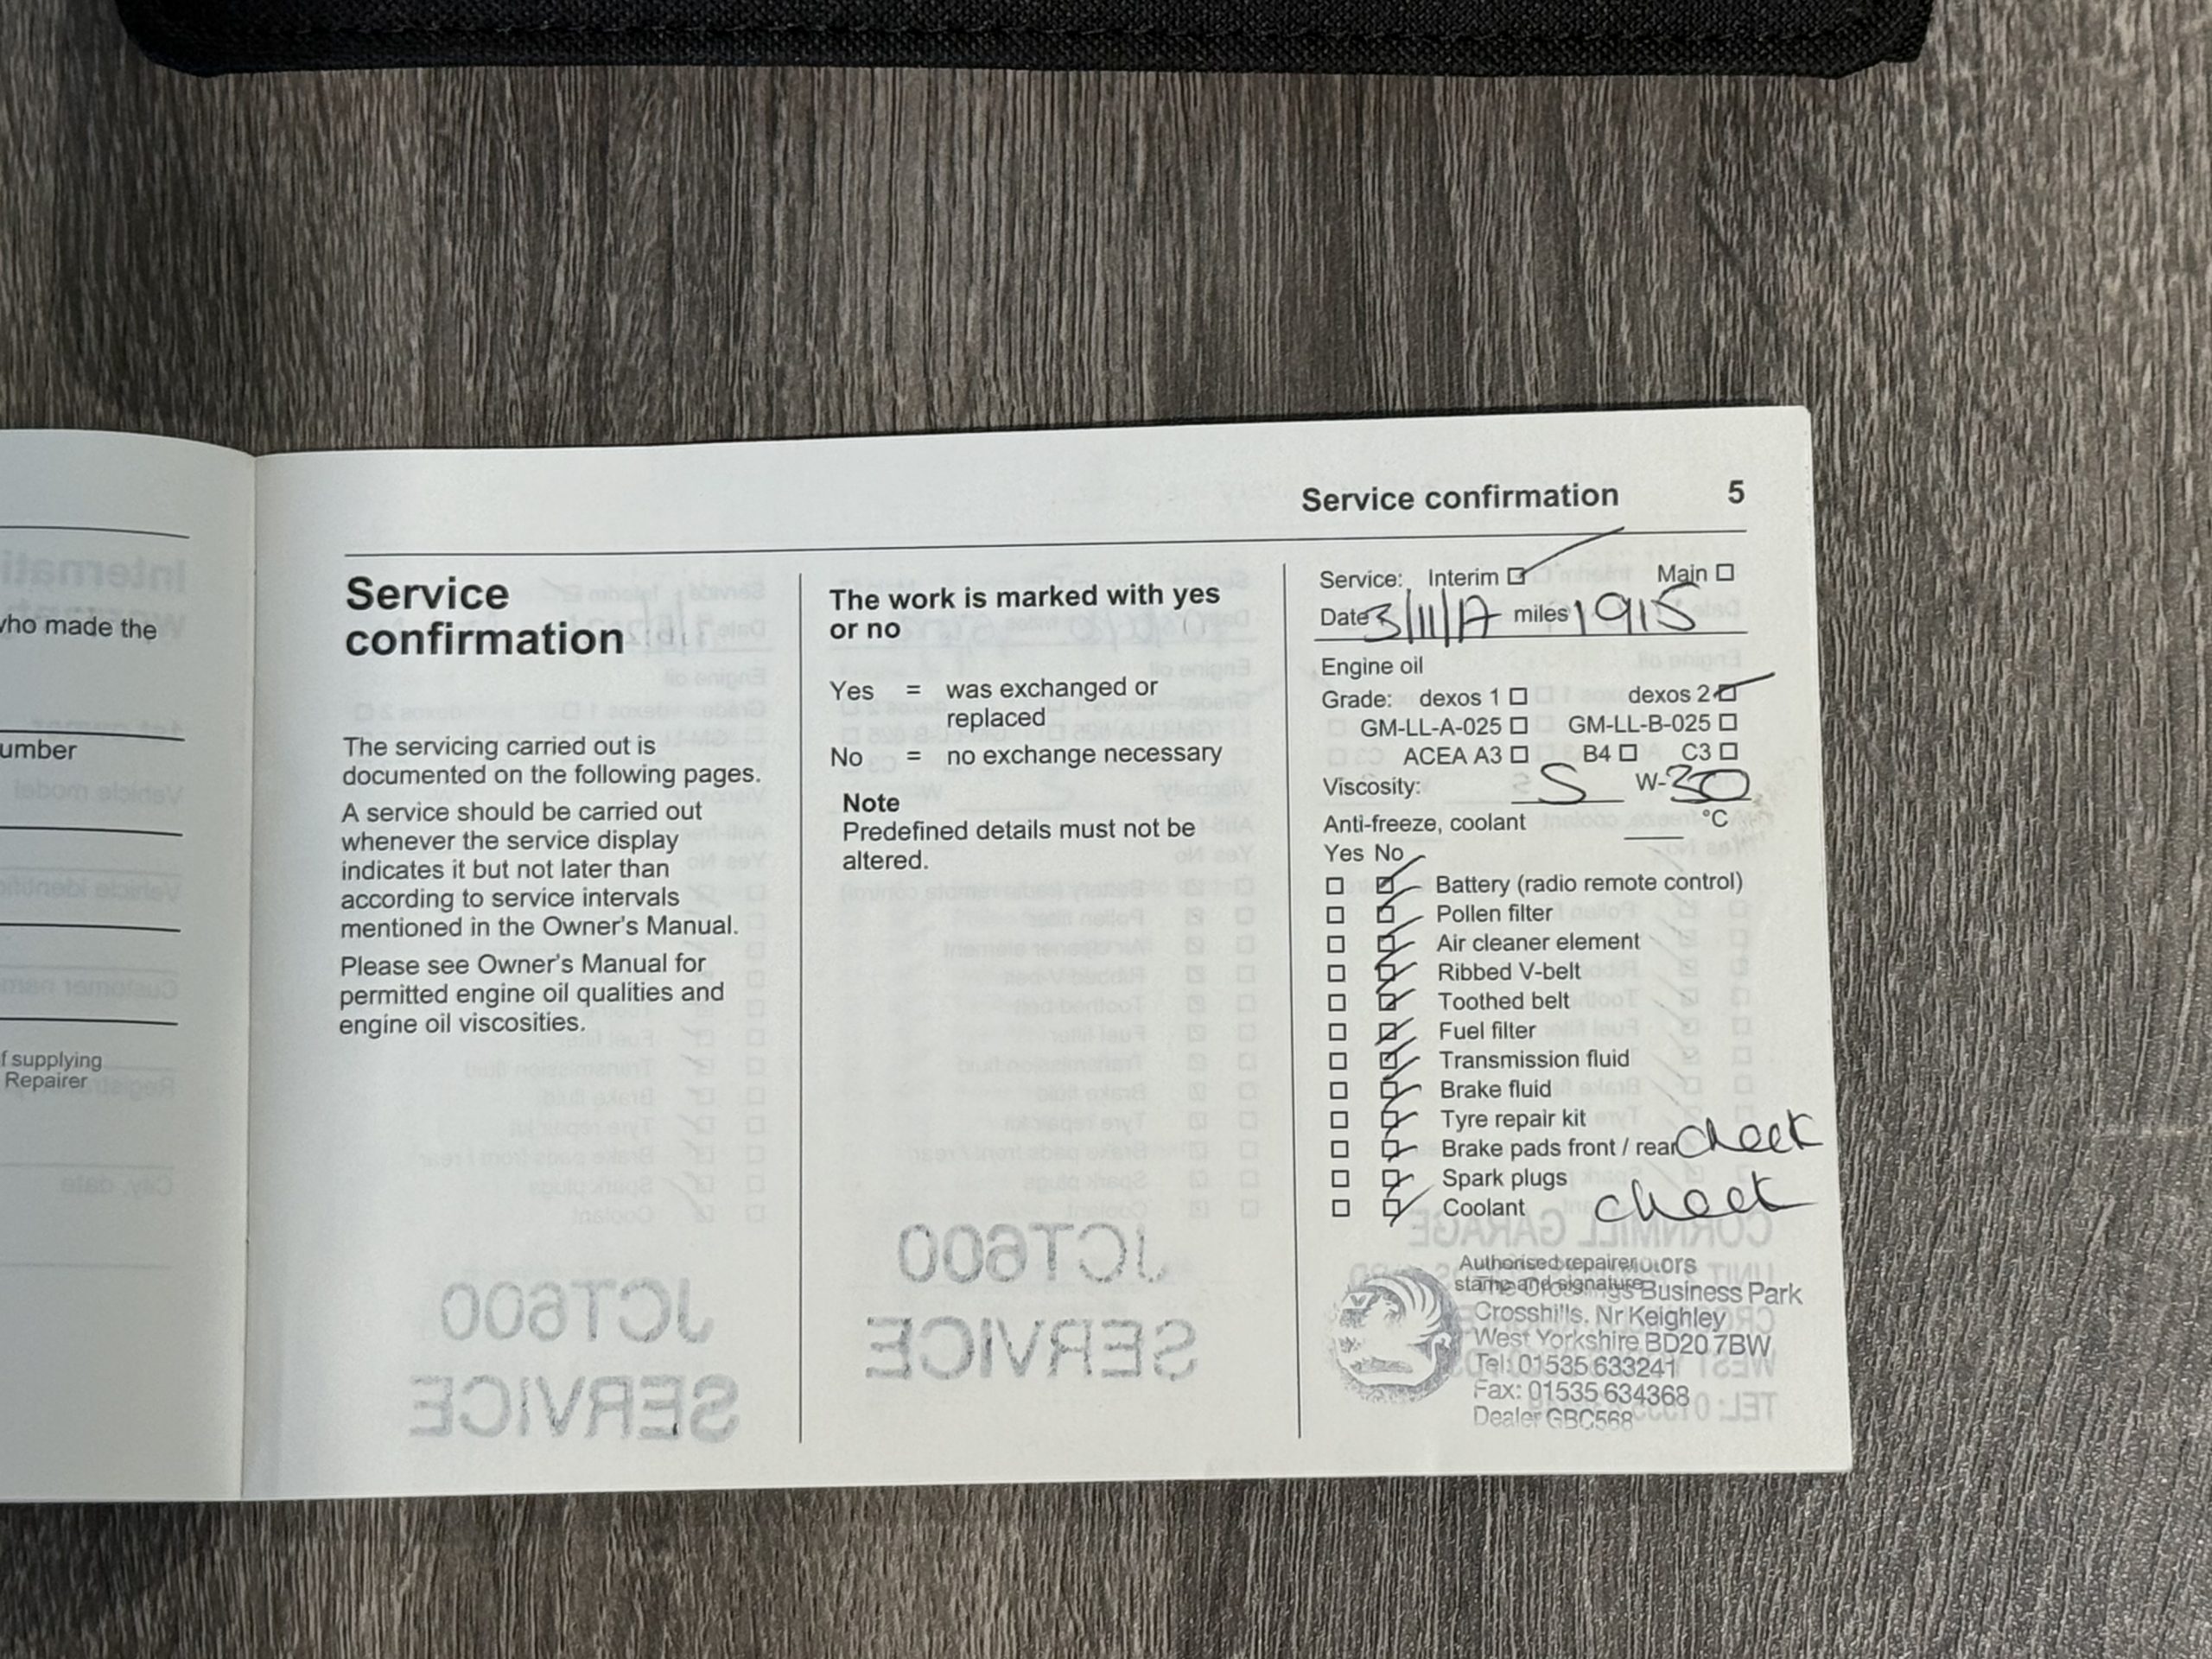 Service confirmation 5
who made the
umber
f supplying
Repairer
Service
confirmation
The servicing carried out is
documented on the following pages.
A service should be carried out
whenever the service display
indicates it but not later than
according to service intervals
mentioned in the Owner's Manual.
Please see Owner's Manual for
permitted engine oil qualities and
engine oil viscosities.
The work is marked with yes
or no
Yes = was exchanged or
replaced
No = no exchange necessary
Note
Predefined details must not be
altered.
Service: Interim Main
Date 3/11/17 miles 1915
Engine oil
Grade: dexos 1 dexos 2
GM-LL-A-025 GM-LL-B-025
ACEA A3 B4 C3
Viscosity: 5 W-30
Anti-freeze, coolant °C
Yes No
Battery (radio remote control)
Pollen filter
Air cleaner element
Ribbed V-belt
Toothed belt
Fuel filter
Transmission fluid
Brake fluid
Tyre repair kit
Brake pads front / rear check
Spark plugs
Coolant check
Authorised repairer
stamp and signature
The Crossings Business Park
Crosshills. Nr Keighley
West Yorkshire BD20 7BW
Tel: 01535 633241
Fax: 01535 634368
Dealer GBC568
JCT600
SERVICE
JCT600
SERVICE
CORNMILL GARAGE